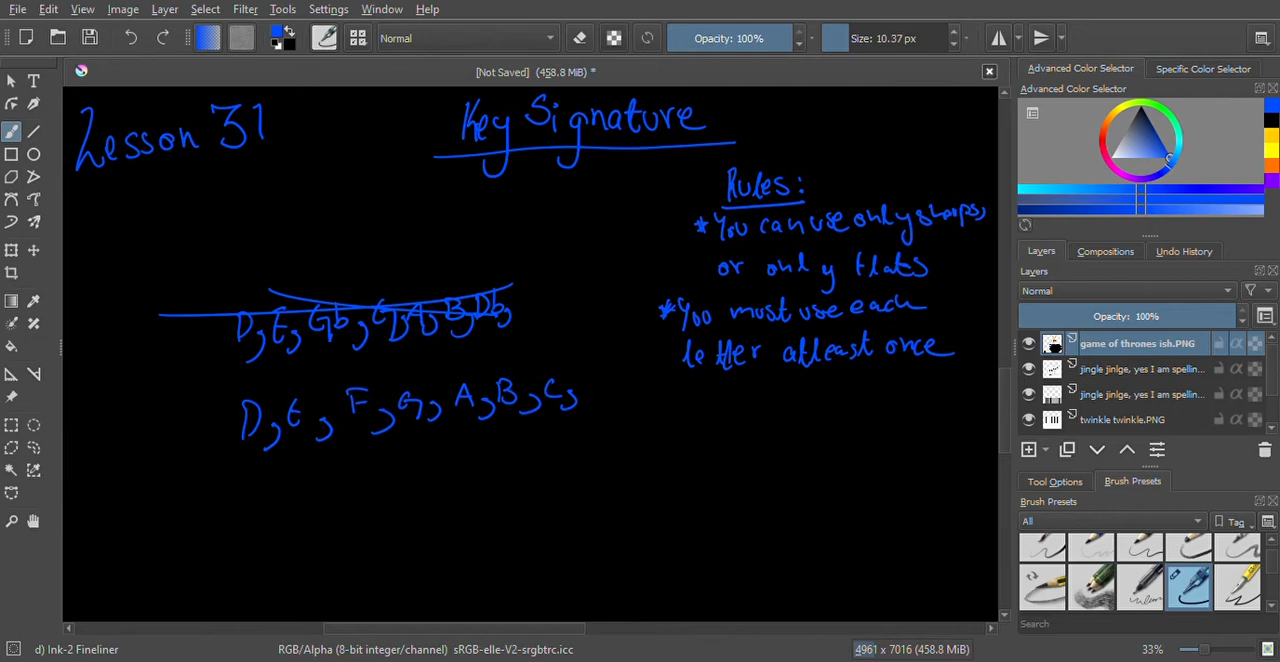 File Edit View Image Layer Select Filter Tools Settings Window Help
Normal
Opacity: 100%
Size: 10.37 px
[Not Saved] (458.8 MiB) *
Advanced Color Selector
Specific Color Selector
Advanced Color Selector
Lesson 31
Key Signature
Rules:
*You can use only sharps,
or only flats
*You must use each
letter atleast once
D, E, Gb, G, A, B, Db,
D, E, F, G, A, B, C,
Layers Compositions Undo History
Layers
Normal
Opacity: 100%
game of thrones ish.PNG
jingle jinlge, yes I am spellin...
jingle jinlge, yes I am spellin...
twinkle twinkle.PNG
Tool Options Brush Presets
Brush Presets
All
Tag
Search
d) Ink-2 Fineliner
RGB/Alpha (8-bit integer/channel) sRGB-elle-V2-srgbtrc.icc
4961 x 7016 (458.8 MiB)
33%